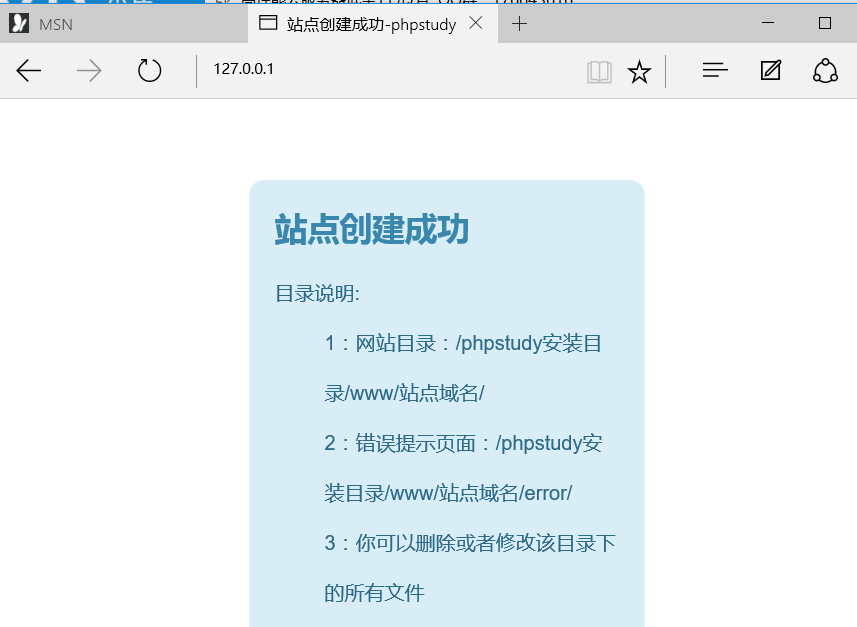 MSN
站点创建成功-phpstudy
127.0.0.1
站点创建成功
目录说明:
1：网站目录：/phpstudy安装目
录/www/站点域名/
2：错误提示页面：/phpstudy安
装目录/www/站点域名/error/
3：你可以删除或者修改该目录下
的所有文件